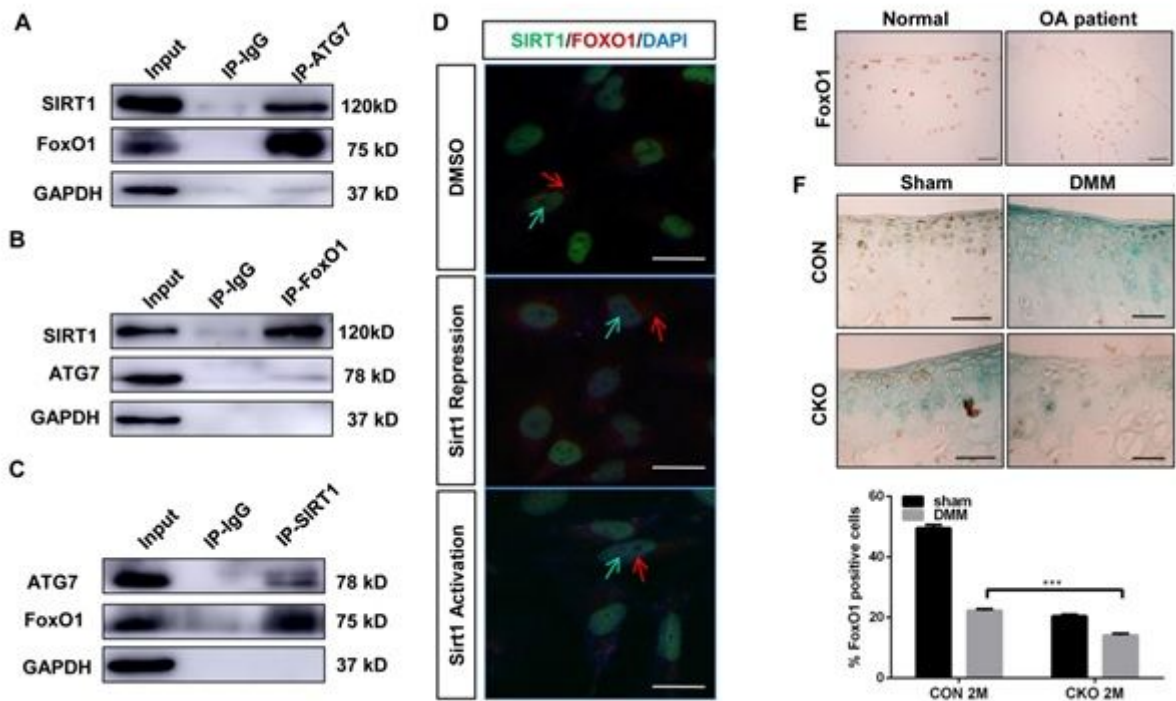 A
Input IP-IgG IP-ATG7
SIRT1 120kD
FoxO1 75 kD
GAPDH 37 kD
B
Input IP-IgG IP-FoxO1
SIRT1 120kD
ATG7 78 kD
GAPDH 37 kD
C
Input IP-IgG IP-SIRT1
ATG7 78 kD
FoxO1 75 kD
GAPDH 37 kD
D
SIRT1/FOXO1/DAPI
DMSO
Sirt1 Repression
Sirt1 Activation
E
Normal OA patient
FoxO1
F
Sham DMM
CON
CKO
% FoxO1 positive cells
60
40
20
0
sham
DMM
***
CON 2M CKO 2M